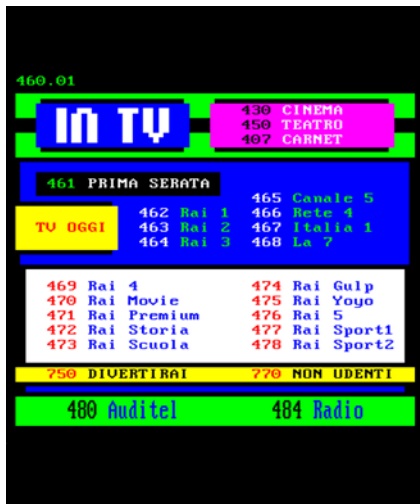 460.01
IN TV
430 CINEMA
450 TEATRO
407 CARNET
461 PRIMA SERATA
TV OGGI
462 Rai 1
463 Rai 2
464 Rai 3
465 Canale 5
466 Rete 4
467 Italia 1
468 La 7
469 Rai 4
470 Rai Movie
471 Rai Premium
472 Rai Storia
473 Rai Scuola
474 Rai Gulp
475 Rai Yoyo
476 Rai 5
477 Rai Sport1
478 Rai Sport2
750 DIVERTIRAI
770 NON UDENTI
480 Auditel
484 Radio